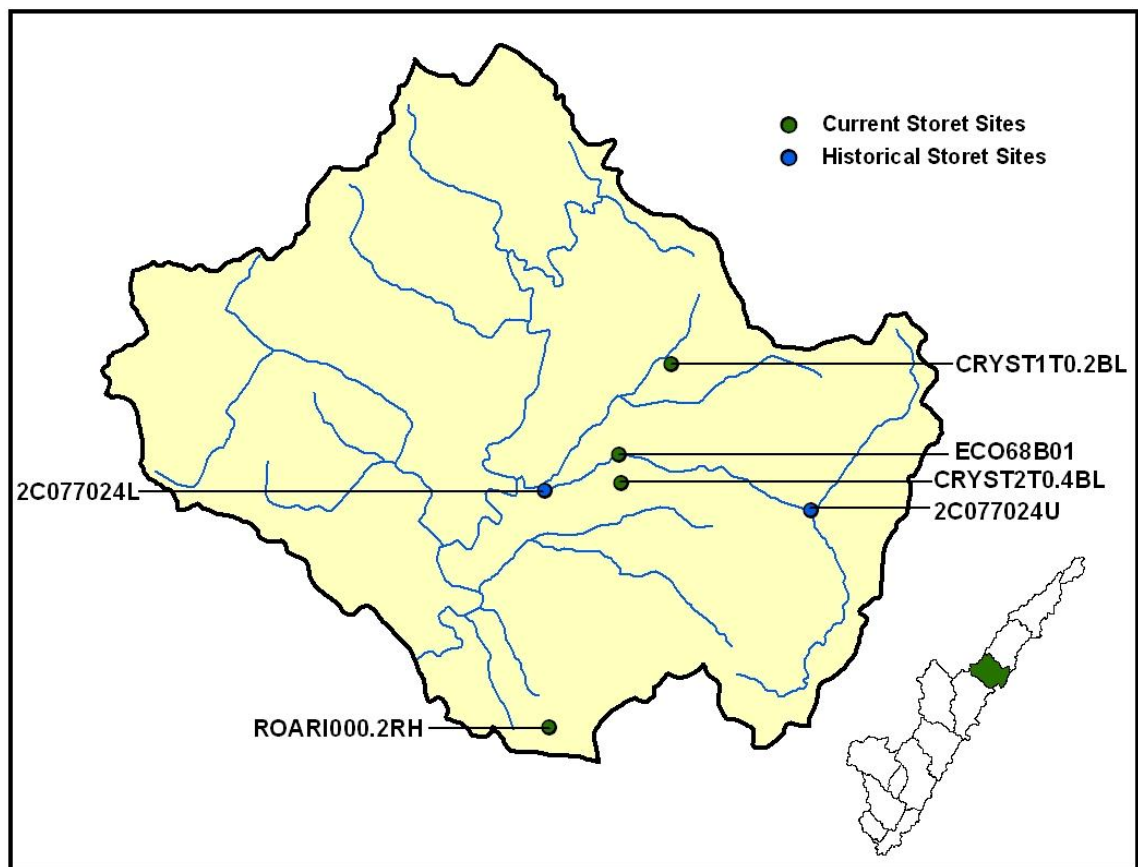 Current Storet Sites
Historical Storet Sites
CRYST1T0.2BL
ECO68B01
CRYST2T0.4BL
2C077024L
2C077024U
ROARI000.2RH